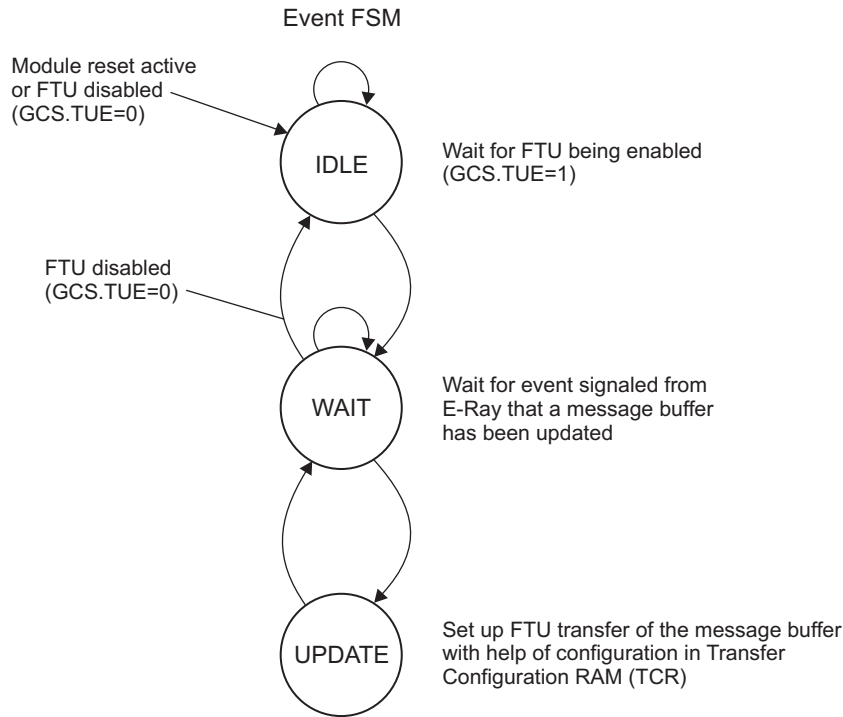 Event FSM
Module reset active
or FTU disabled
(GCS.TUE=0)
IDLE
Wait for FTU being enabled
(GCS.TUE=1)
FTU disabled
(GCS.TUE=0)
WAIT
Wait for event signaled from
E-Ray that a message buffer
has been updated
UPDATE
Set up FTU transfer of the message buffer
with help of configuration in Transfer
Configuration RAM (TCR)